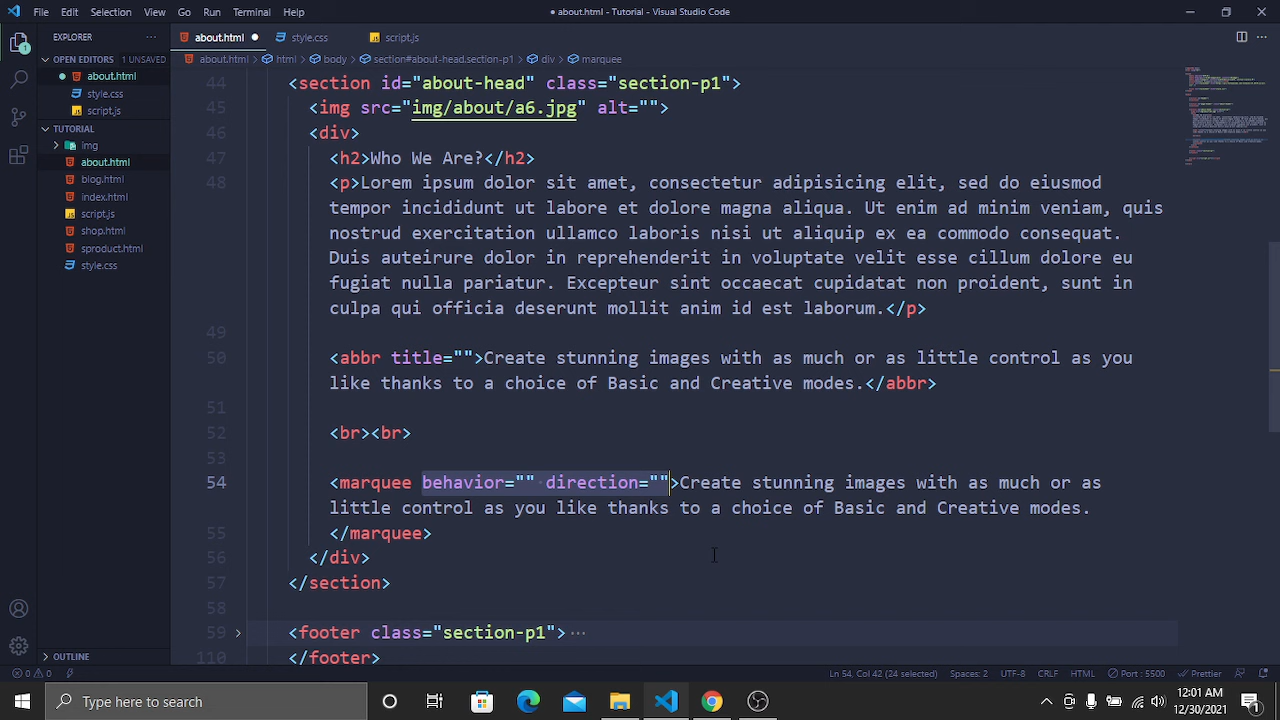 File Edit Selection View Go Run Terminal Help
● about.html - Tutorial - Visual Studio Code
EXPLORER ···
about.html ●
style.css
script.js
OPEN EDITORS 1 UNSAVED
about.html
style.css
script.js
TUTORIAL
img
about.html
blog.html
index.html
script.js
shop.html
sproduct.html
style.css
OUTLINE
about.html > html > body > section#about-head.section-p1 > div > marquee
44 <section id="about-head" class="section-p1">
45 <img src="img/about/a6.jpg" alt="">
46 <div>
47 <h2>Who We Are?</h2>
48 <p>Lorem ipsum dolor sit amet, consectetur adipisicing elit, sed do eiusmod
tempor incididunt ut labore et dolore magna aliqua. Ut enim ad minim veniam, quis
nostrud exercitation ullamco laboris nisi ut aliquip ex ea commodo consequat.
Duis auteirure dolor in reprehenderit in voluptate velit esse cillum dolore eu
fugiat nulla pariatur. Excepteur sint occaecat cupidatat non proident, sunt in
culpa qui officia deserunt mollit anim id est laborum.</p>
49
50 <abbr title="">Create stunning images with as much or as little control as you
like thanks to a choice of Basic and Creative modes.</abbr>
51
52 <br><br>
53
54 <marquee behavior="" direction="">Create stunning images with as much or as
little control as you like thanks to a choice of Basic and Creative modes.
55 </marquee>
56 </div>
57 </section>
58
59 <footer class="section-p1"> ···
110 </footer>
0 0 Ln 54, Col 42 (24 selected) Spaces: 2 UTF-8 CRLF HTML Port : 5500 Prettier
Type here to search
2:01 AM
12/30/2021
1